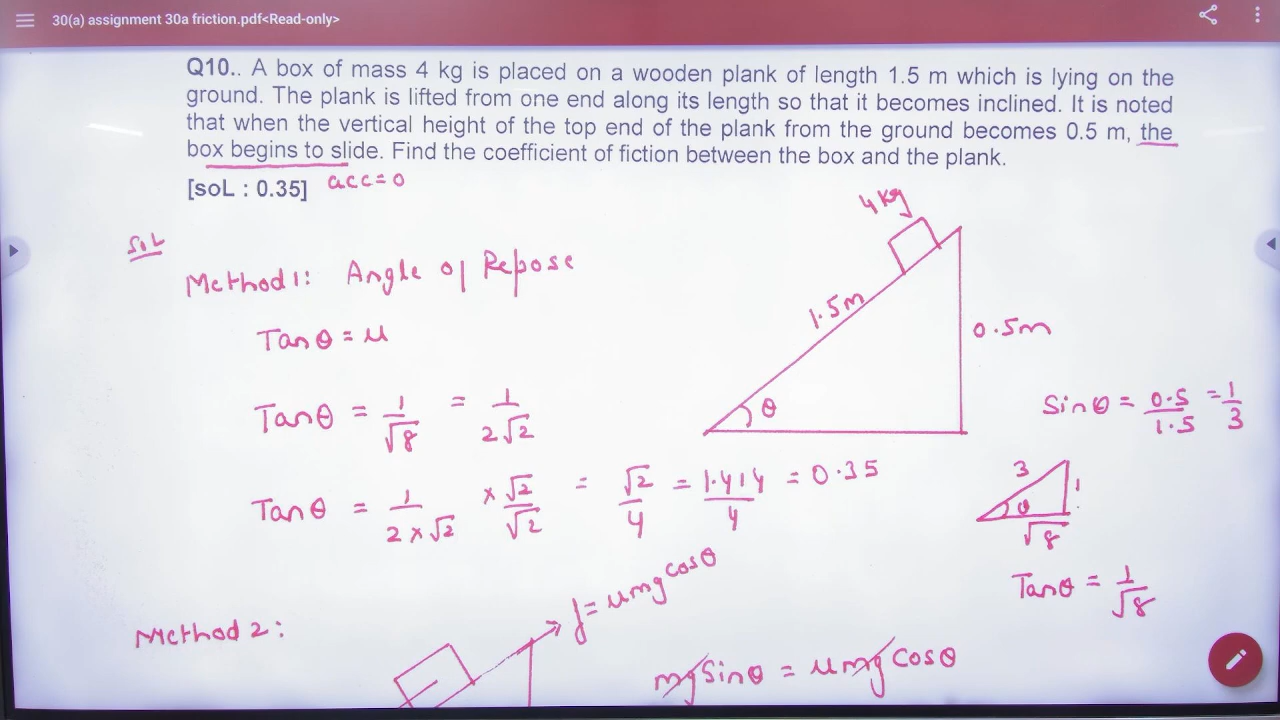 30(a) assignment 30a friction.pdf<Read-only>
Q10.. A box of mass 4 kg is placed on a wooden plank of length 1.5 m which is lying on the
ground. The plank is lifted from one end along its length so that it becomes inclined. It is noted
that when the vertical height of the top end of the plank from the ground becomes 0.5 m, the
box begins to slide. Find the coefficient of fiction between the box and the plank.
[soL : 0.35] acc=0
Sol
Method1: Angle of Repose
4kg
1.5m
0.5m
θ
Tanθ = μ
Tanθ = 1/√8 = 1/2√2
Sinθ = 0.5/1.5 = 1/3
Tanθ = 1/2×√2 × √2/√2 = √2/4 = 1.414/4 = 0.35
3
1
θ
√8
Tanθ = 1/√8
Method 2:
f= μmg cosθ
mgSinθ = μmgCosθ